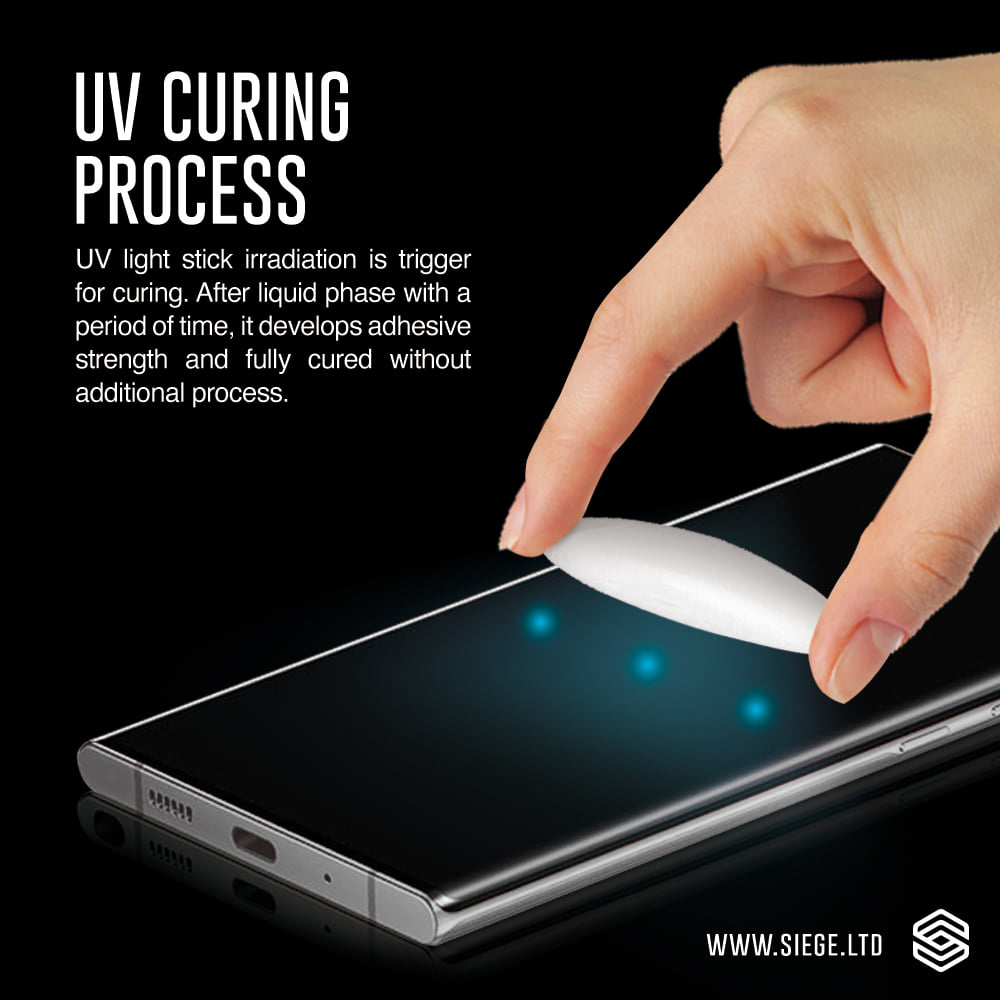 UV CURING
PROCESS
UV light stick irradiation is trigger
for curing. After liquid phase with a
period of time, it develops adhesive
strength and fully cured without
additional process.
WWW.SIEGE.LTD